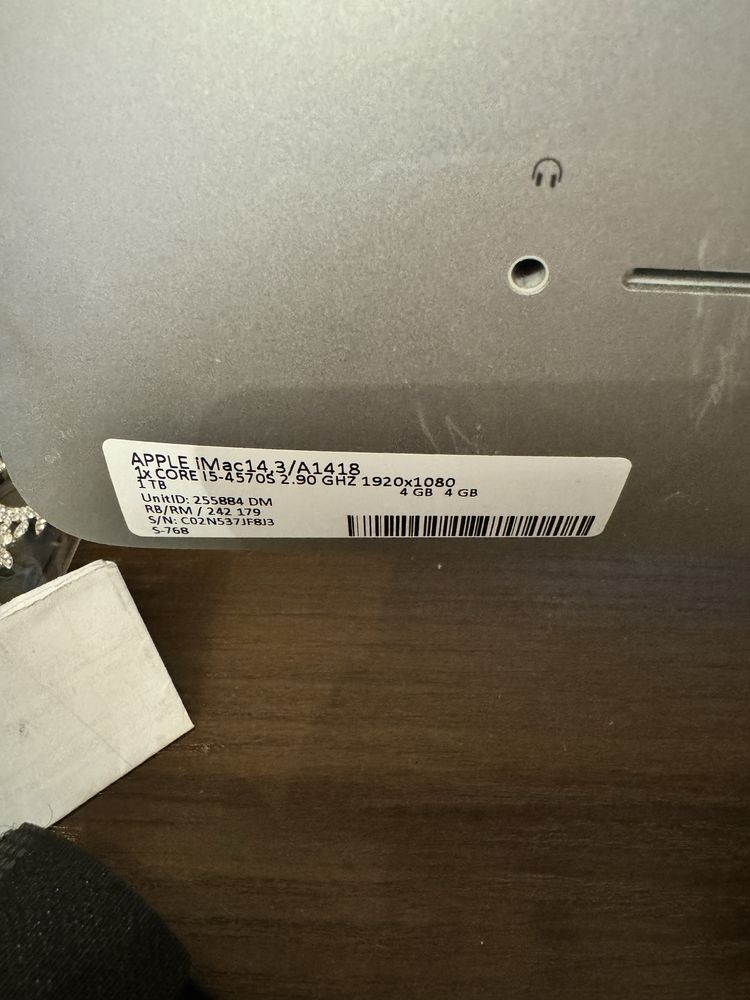 APPLE iMac14,3/A1418
1x CORE I5-4570S 2.90 GHZ 1920x1080
1 TB 4 GB 4 GB
UnitID: 255884 DM
RB/RM / 242 179
S/N: C02N537JF8J3
S-768